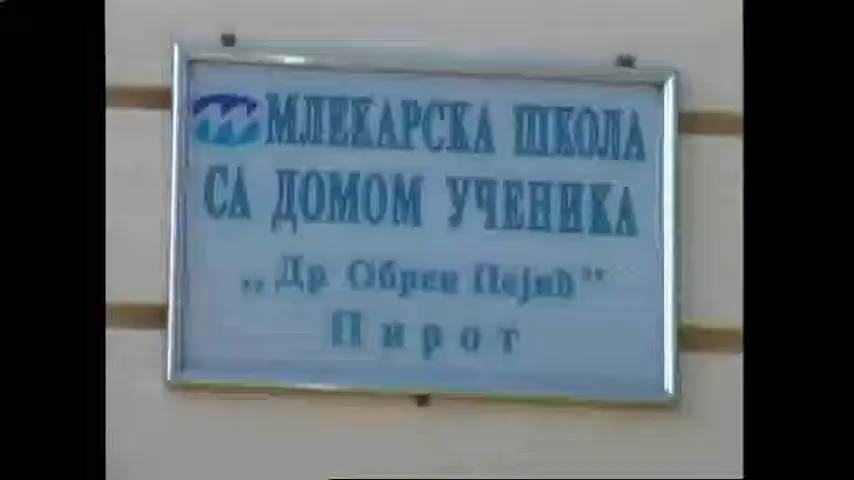 МЛЕКАРСКА ШКОЛА
СА ДОМОМ УЧЕНИКА
„Др Обрен Пејић”
Пирот